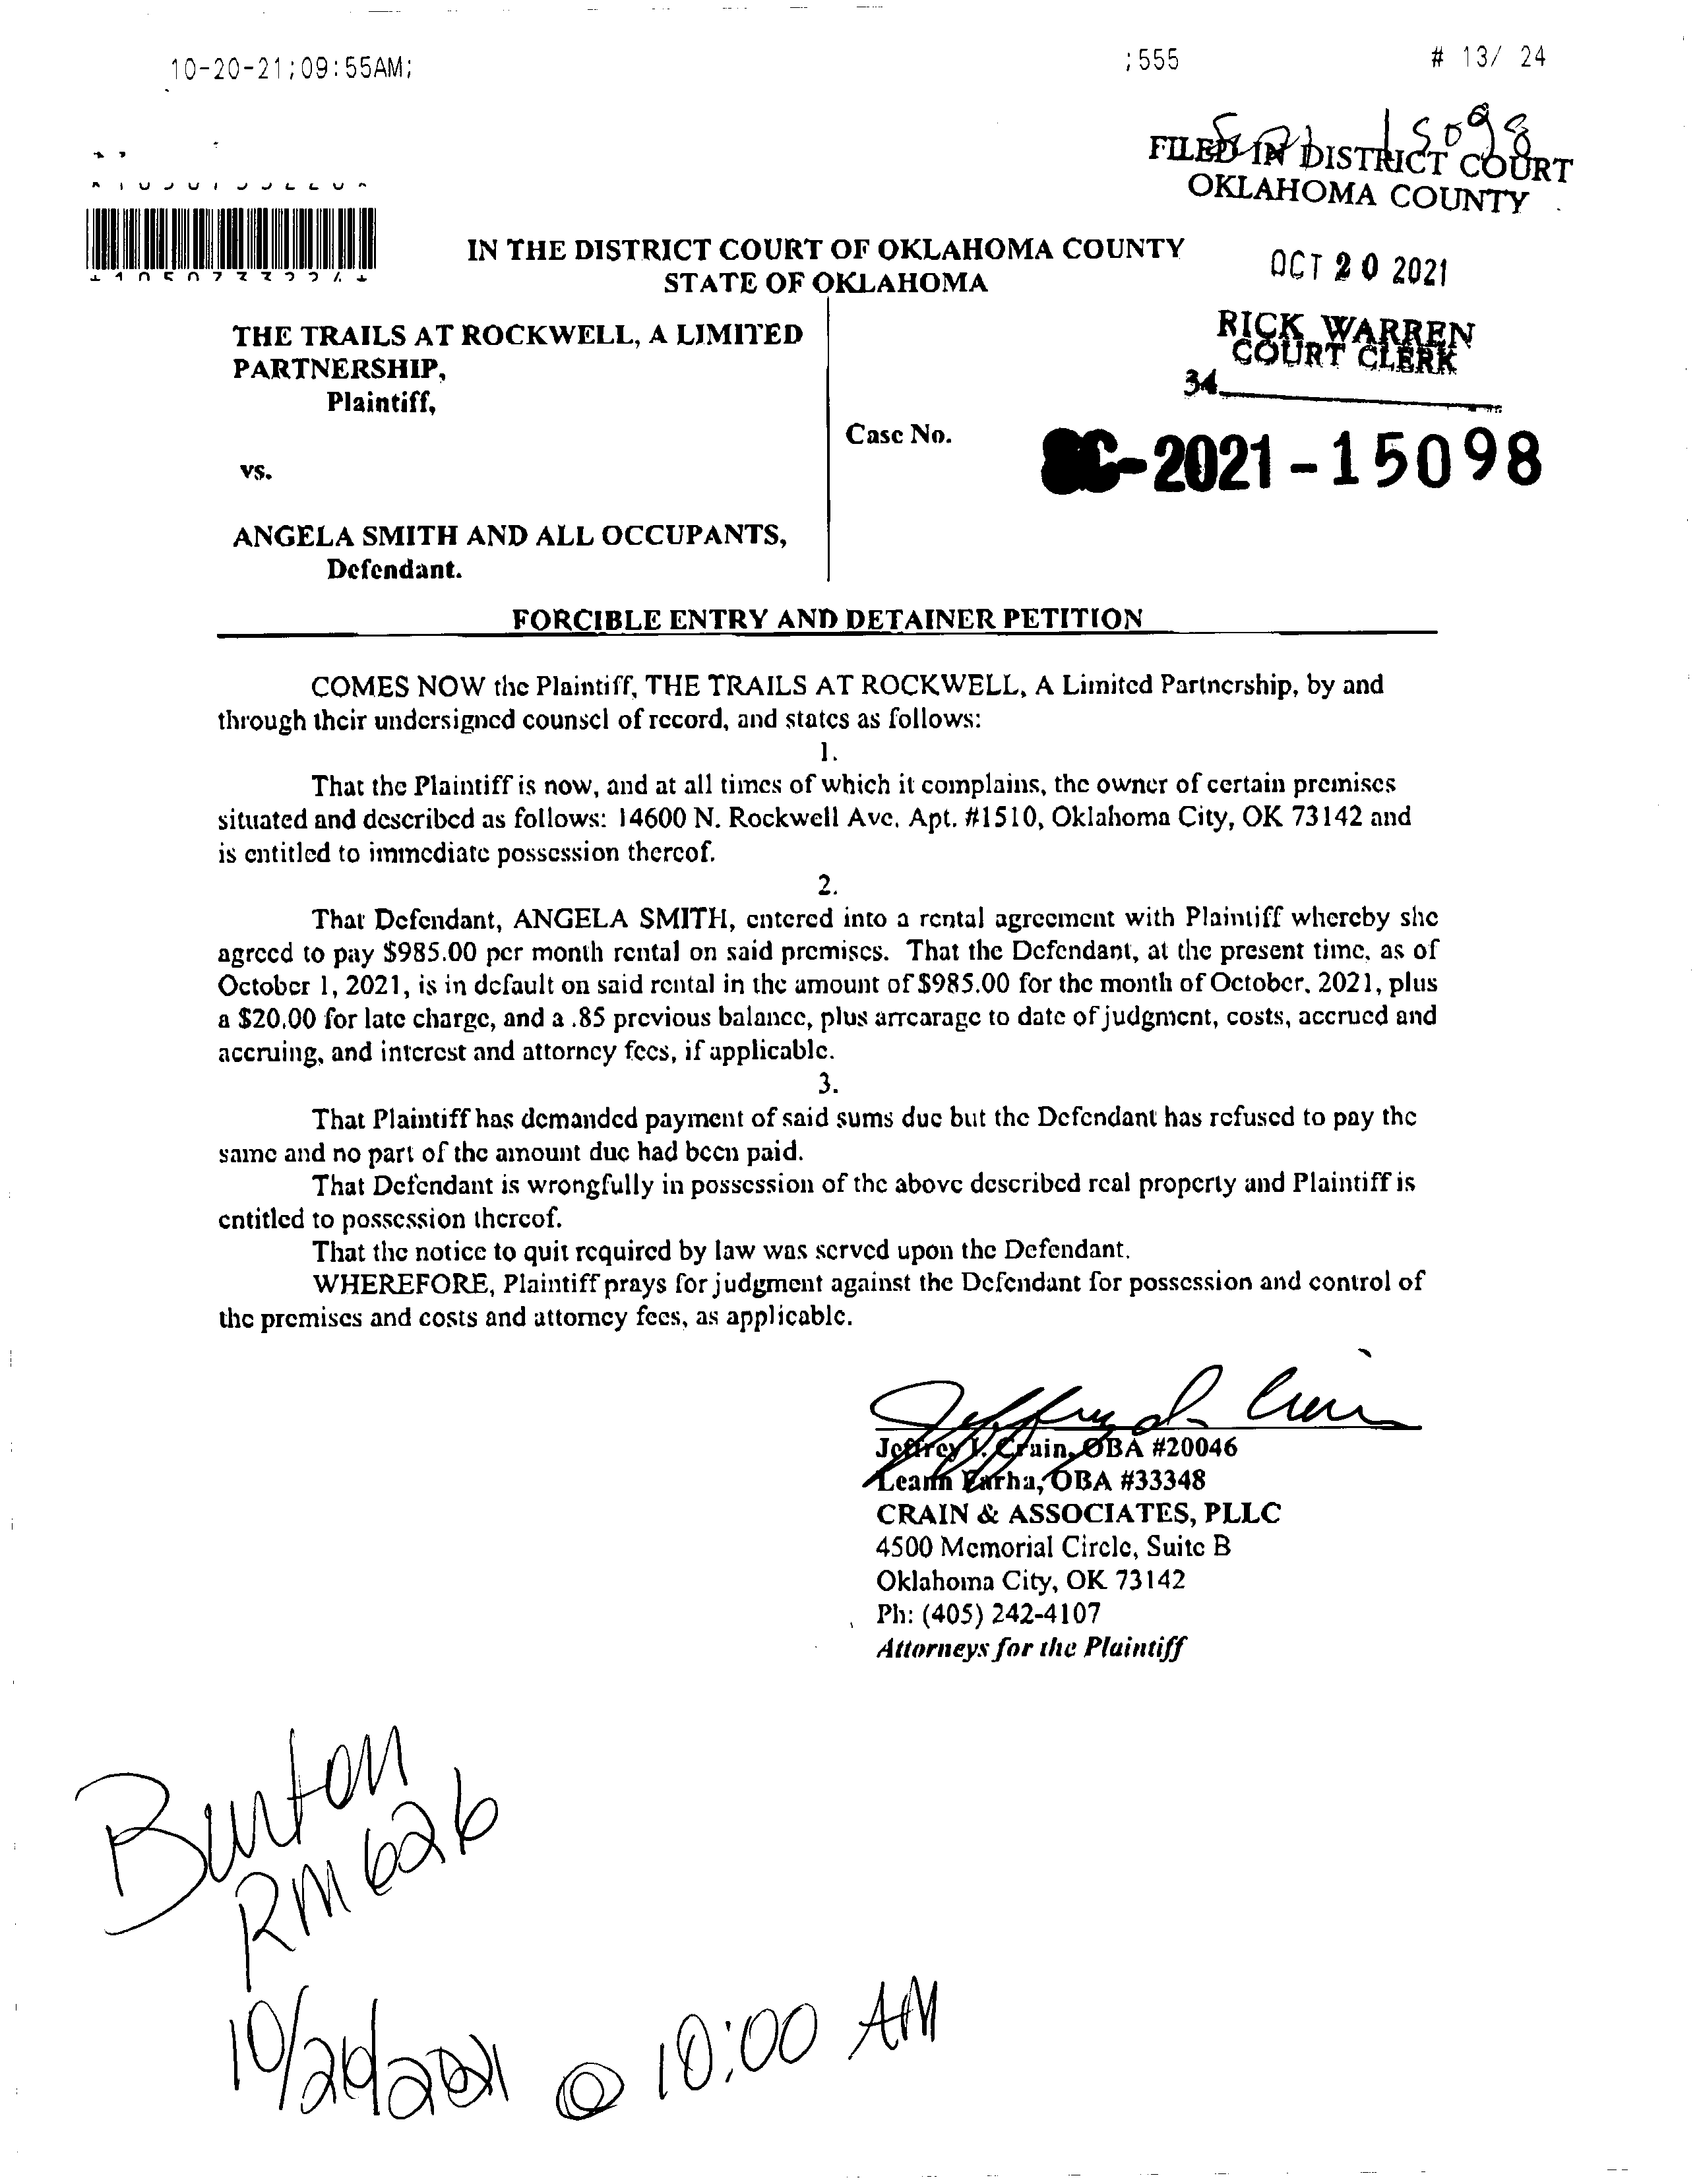 10-20-21;09:55AM; ;555 # 13/ 24
15098
FILED IN DISTRICT COURT
OKLAHOMA COUNTY
OCT 20 2021
RICK WARREN
COURT CLERK
34
IN THE DISTRICT COURT OF OKLAHOMA COUNTY
STATE OF OKLAHOMA
THE TRAILS AT ROCKWELL, A LIMITED
PARTNERSHIP,
Plaintiff,
Case No. SC-2021-15098
vs.
ANGELA SMITH AND ALL OCCUPANTS,
Defendant.
FORCIBLE ENTRY AND DETAINER PETITION
COMES NOW the Plaintiff, THE TRAILS AT ROCKWELL, A Limited Partnership, by and
through their undersigned counsel of record, and states as follows:
1.
That the Plaintiff is now, and at all times of which it complains, the owner of certain premises
situated and described as follows: 14600 N. Rockwell Ave. Apt. #1510, Oklahoma City, OK 73142 and
is entitled to immediate possession thereof.
2.
That Defendant, ANGELA SMITH, entered into a rental agreement with Plaintiff whereby she
agreed to pay $985.00 per month rental on said premises. That the Defendant, at the present time, as of
October 1, 2021, is in default on said rental in the amount of $985.00 for the month of October, 2021, plus
a $20.00 for late charge, and a .85 previous balance, plus arrearage to date of judgment, costs, accrued and
accruing, and interest and attorney fees, if applicable.
3.
That Plaintiff has demanded payment of said sums due but the Defendant has refused to pay the
same and no part of the amount due had been paid.
That Defendant is wrongfully in possession of the above described real property and Plaintiff is
entitled to possession thereof.
That the notice to quit required by law was served upon the Defendant.
WHEREFORE, Plaintiff prays for judgment against the Defendant for possession and control of
the premises and costs and attorney fees, as applicable.
Jeffrey I. Crain, OBA #20046
Leann Farha, OBA #33348
CRAIN & ASSOCIATES, PLLC
4500 Memorial Circle, Suite B
Oklahoma City, OK 73142
Ph: (405) 242-4107
Attorneys for the Plaintiff
Burton
RM 626
@ 10:00 AM